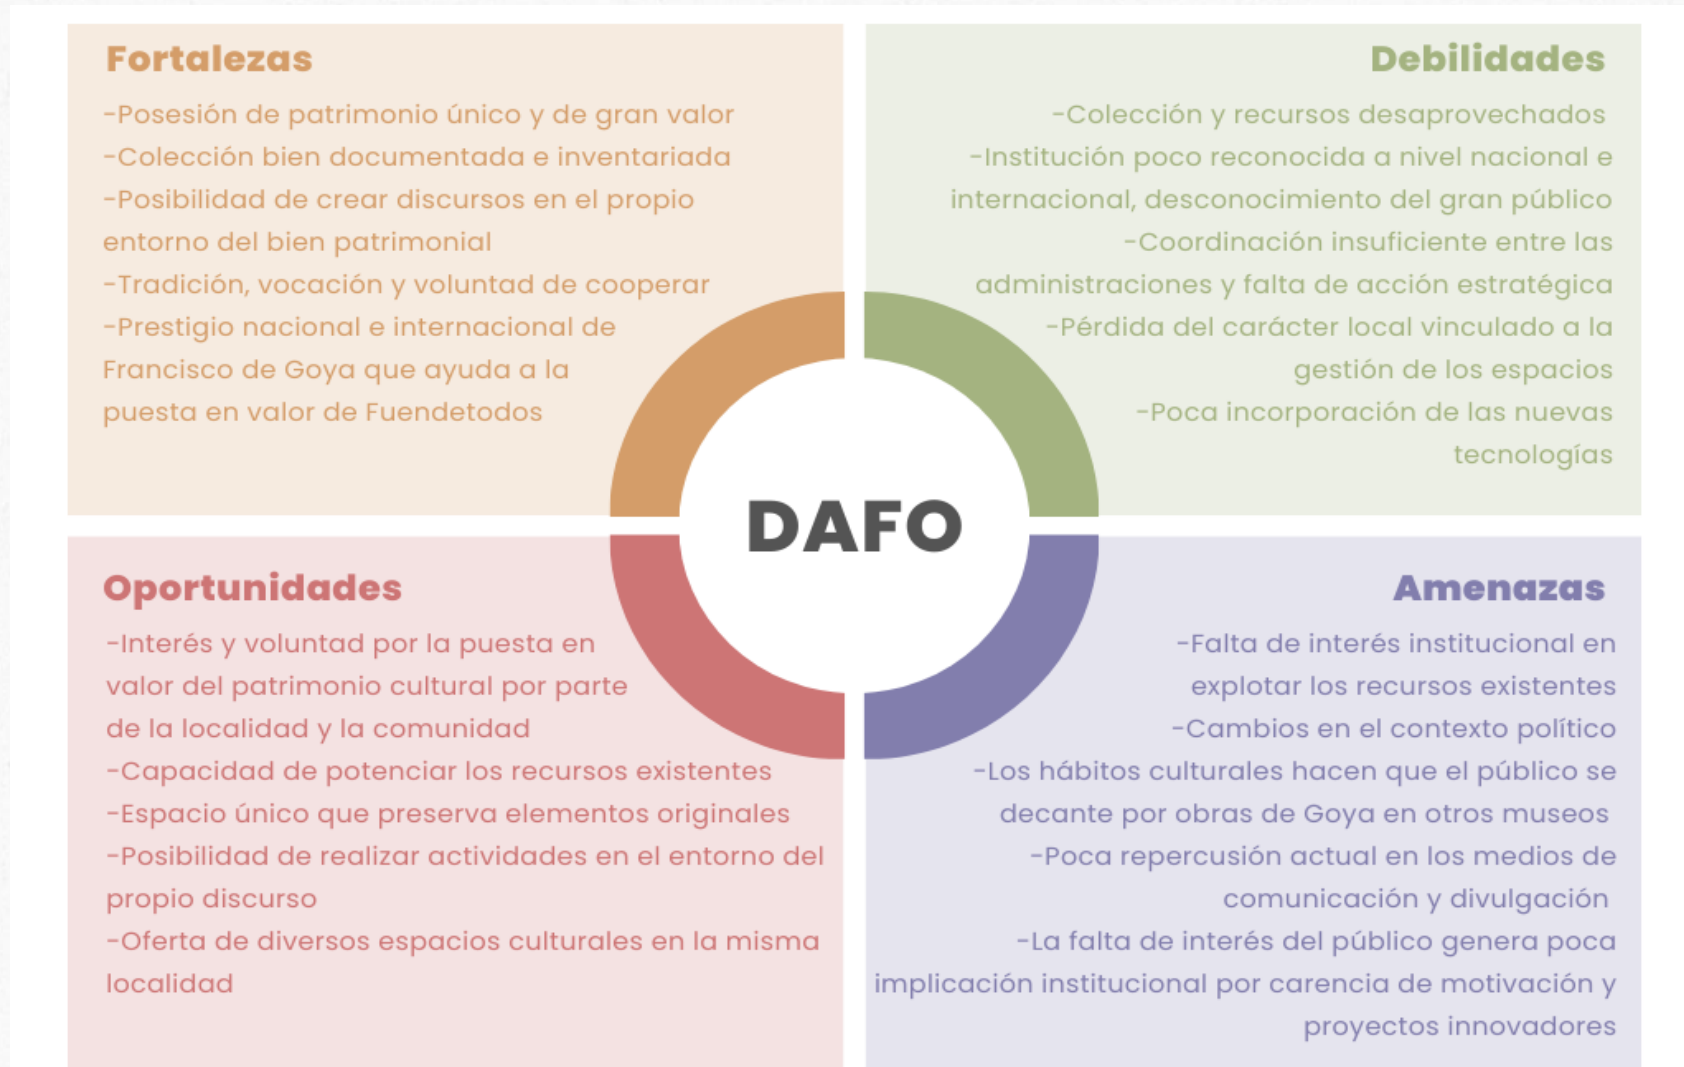 Fortalezas
-Posesión de patrimonio único y de gran valor
-Colección bien documentada e inventariada
-Posibilidad de crear discursos en el propio
entorno del bien patrimonial
-Tradición, vocación y voluntad de cooperar
-Prestigio nacional e internacional de
Francisco de Goya que ayuda a la
puesta en valor de Fuendetodos
Debilidades
-Colección y recursos desaprovechados
-Institución poco reconocida a nivel nacional e
internacional, desconocimiento del gran público
-Coordinación insuficiente entre las
administraciones y falta de acción estratégica
-Pérdida del carácter local vinculado a la
gestión de los espacios
-Poca incorporación de las nuevas
tecnologías
DAFO
Oportunidades
-Interés y voluntad por la puesta en
valor del patrimonio cultural por parte
de la localidad y la comunidad
-Capacidad de potenciar los recursos existentes
-Espacio único que preserva elementos originales
-Posibilidad de realizar actividades en el entorno del
propio discurso
-Oferta de diversos espacios culturales en la misma
localidad
Amenazas
-Falta de interés institucional en
explotar los recursos existentes
-Cambios en el contexto político
-Los hábitos culturales hacen que el público se
decante por obras de Goya en otros museos
-Poca repercusión actual en los medios de
comunicación y divulgación
-La falta de interés del público genera poca
implicación institucional por carencia de motivación y
proyectos innovadores